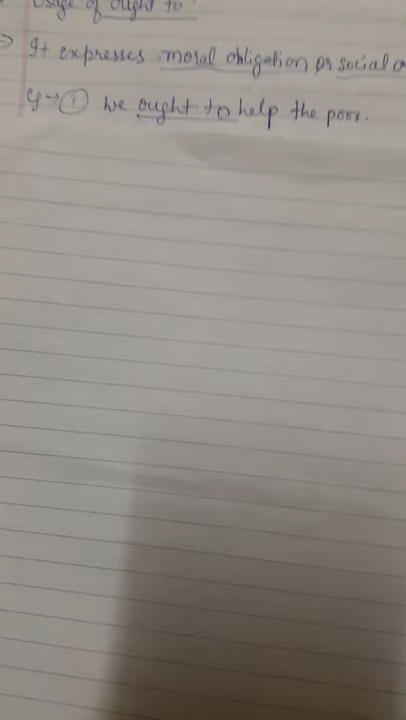 Usage of Ought to
→ It expresses moral obligation or social o
eg → ① We ought to help the poor.